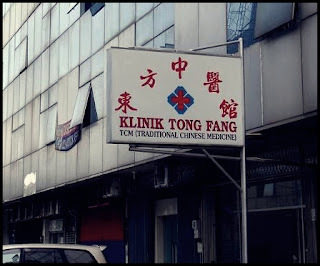 東方中醫館
KLINIK TONG FANG
TCM (TRADITIONAL CHINESE MEDICINE)